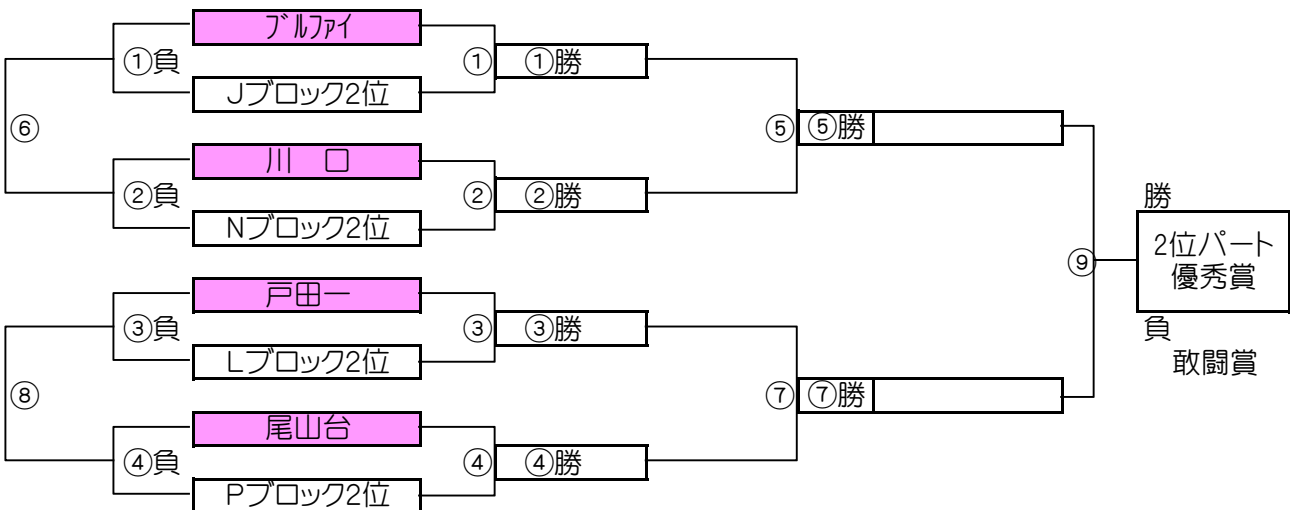 ブルファイ
①負
①
①勝
Jブロック2位
⑥
⑤
⑤勝
川 口
②負
②
②勝
Nブロック2位
勝
2位パート
優秀賞
⑨
戸田一
③負
③
③勝
負
敢闘賞
Lブロック2位
⑧
⑦
⑦勝
尾山台
④負
④
④勝
Pブロック2位